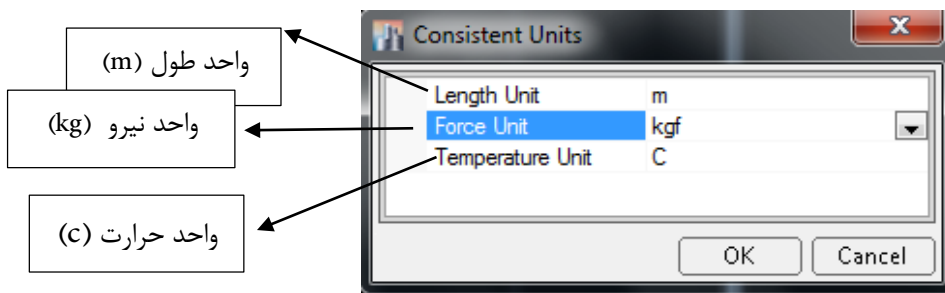 Consistent Units
واحد طول (m)
Length Unit m
واحد نیرو (kg)
Force Unit kgf
Temperature Unit C
واحد حرارت (c)
OK Cancel